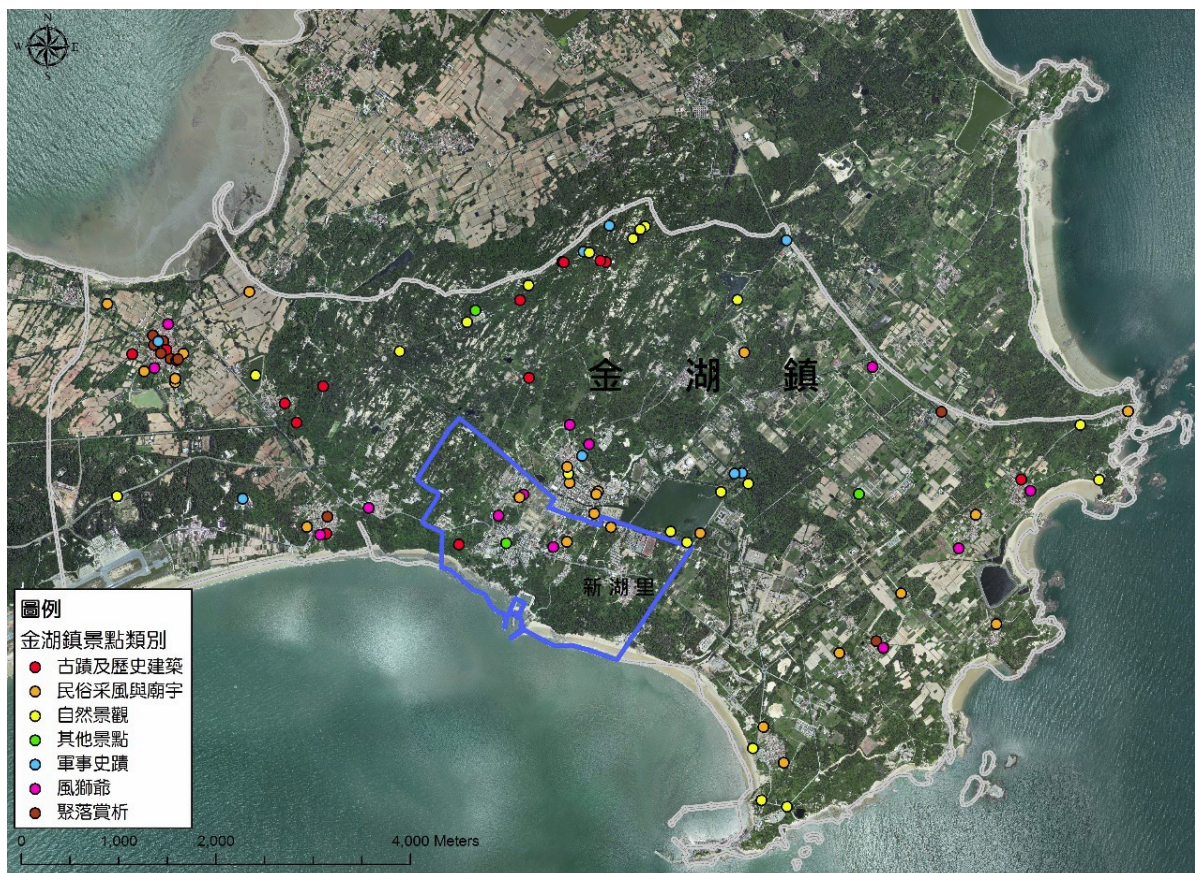 N
W E
S
金湖鎮
新湖里
圖例
金湖鎮景點類別
古蹟及歷史建築
民俗采風與廟宇
自然景觀
其他景點
軍事史蹟
風獅爺
聚落賞析
0 1,000 2,000 4,000 Meters